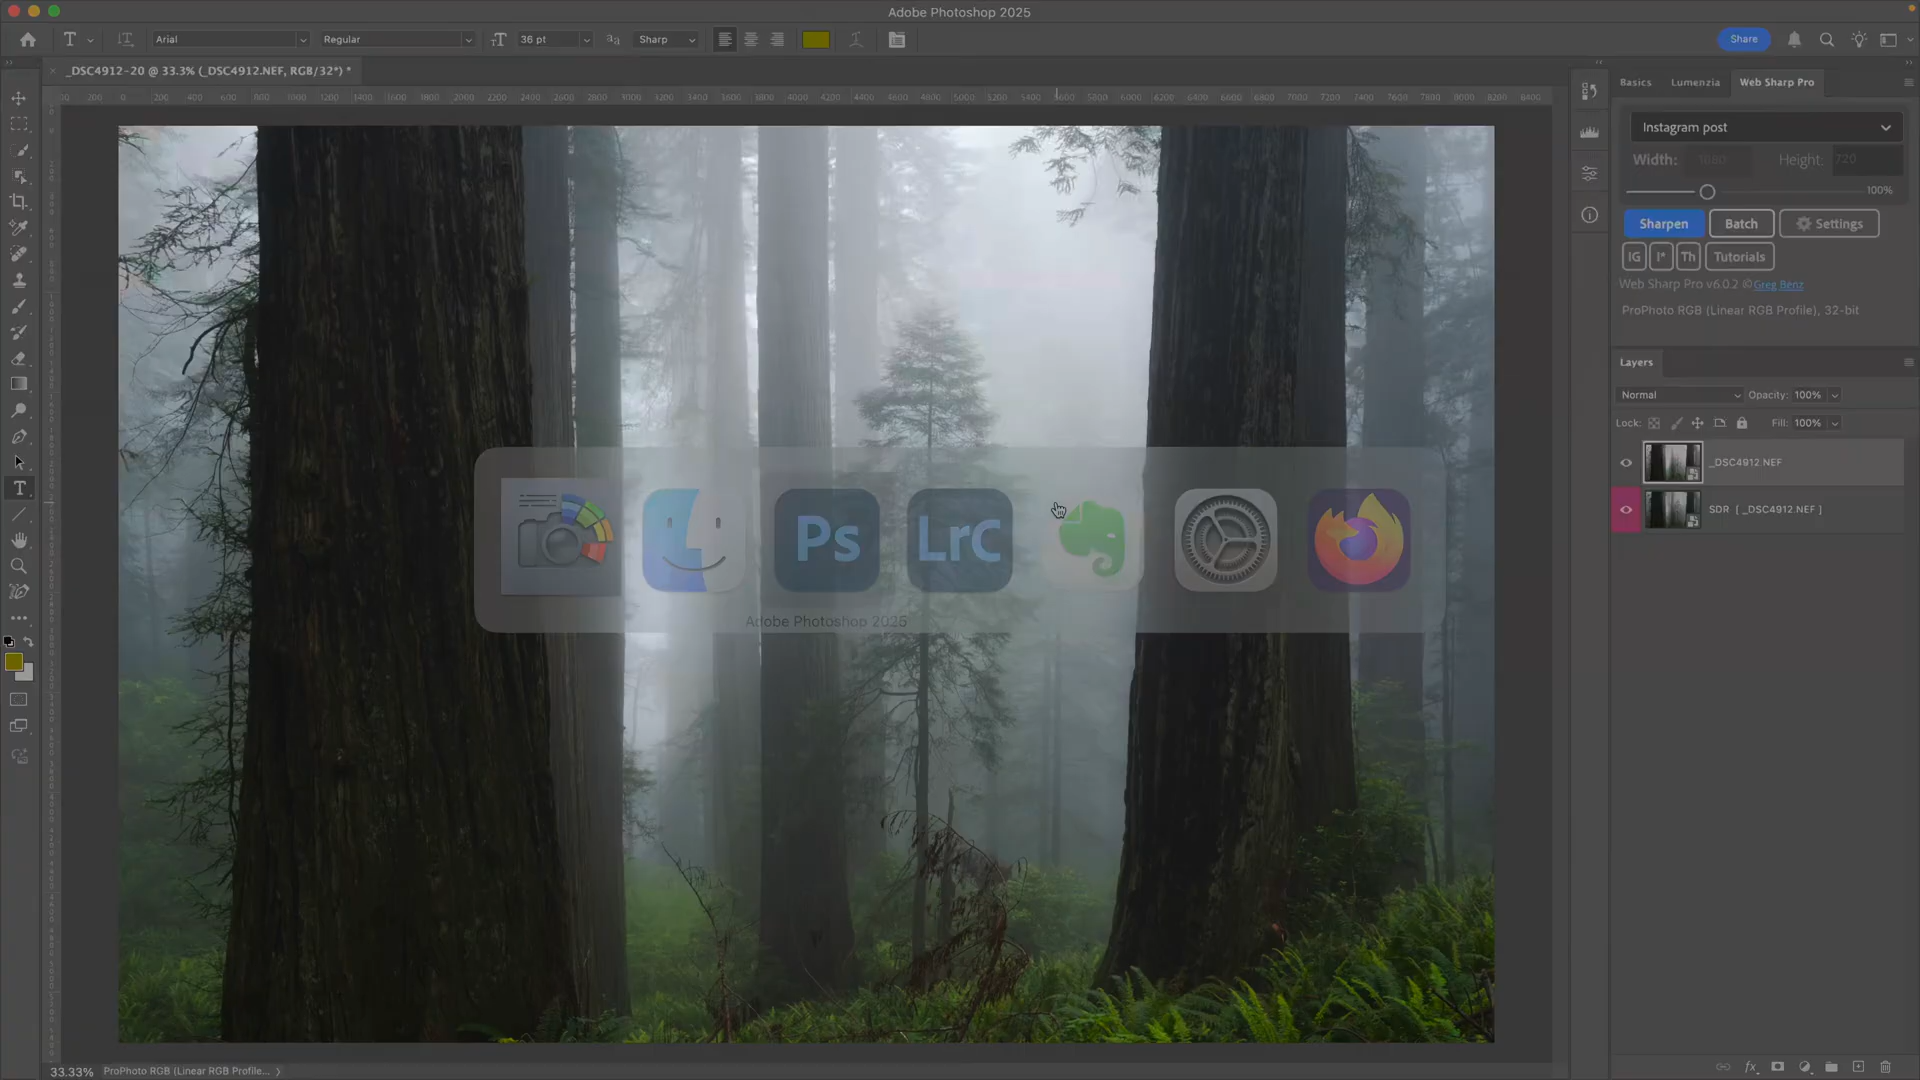 Adobe Photoshop 2025
Arial
Regular
36 pt
Sharp
Share
_DSC4912-20 @ 33.3% (_DSC4912.NEF, RGB/32*) *
Basics
Lumenzia
Web Sharp Pro
Instagram post
Width: 1080
Height: 720
100%
Sharpen
Batch
Settings
IG
I*
Th
Tutorials
Web Sharp Pro v6.0.2 ©Greg Benz
ProPhoto RGB (Linear RGB Profile), 32-bit
Layers
Normal
Opacity: 100%
Lock:
Fill: 100%
_DSC4912.NEF
SDR [ _DSC4912.NEF ]
Ps
LrC
Adobe Photoshop 2025
33.33%
ProPhoto RGB (Linear RGB Profile...